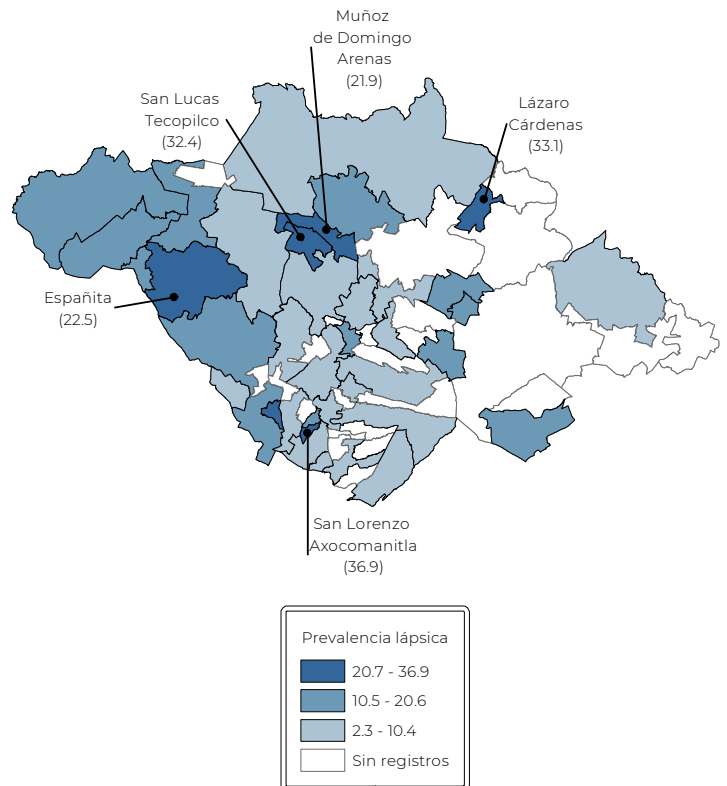 Muñoz
de Domingo
Arenas
(21.9)
San Lucas
Tecopilco
(32.4)
Lázaro
Cárdenas
(33.1)
Españita
(22.5)
San Lorenzo
Axocomanitla
(36.9)
Prevalencia lápsica
20.7 - 36.9
10.5 - 20.6
2.3 - 10.4
Sin registros